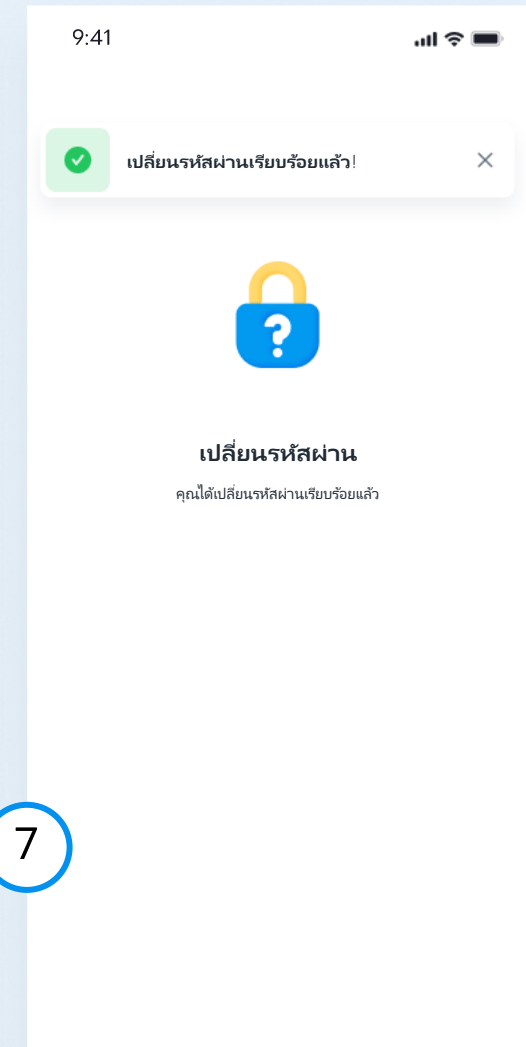 9:41
เปลี่ยนรหัสผ่านเรียบร้อยแล้ว!
?
เปลี่ยนรหัสผ่าน
คุณได้เปลี่ยนรหัสผ่านเรียบร้อยแล้ว
7